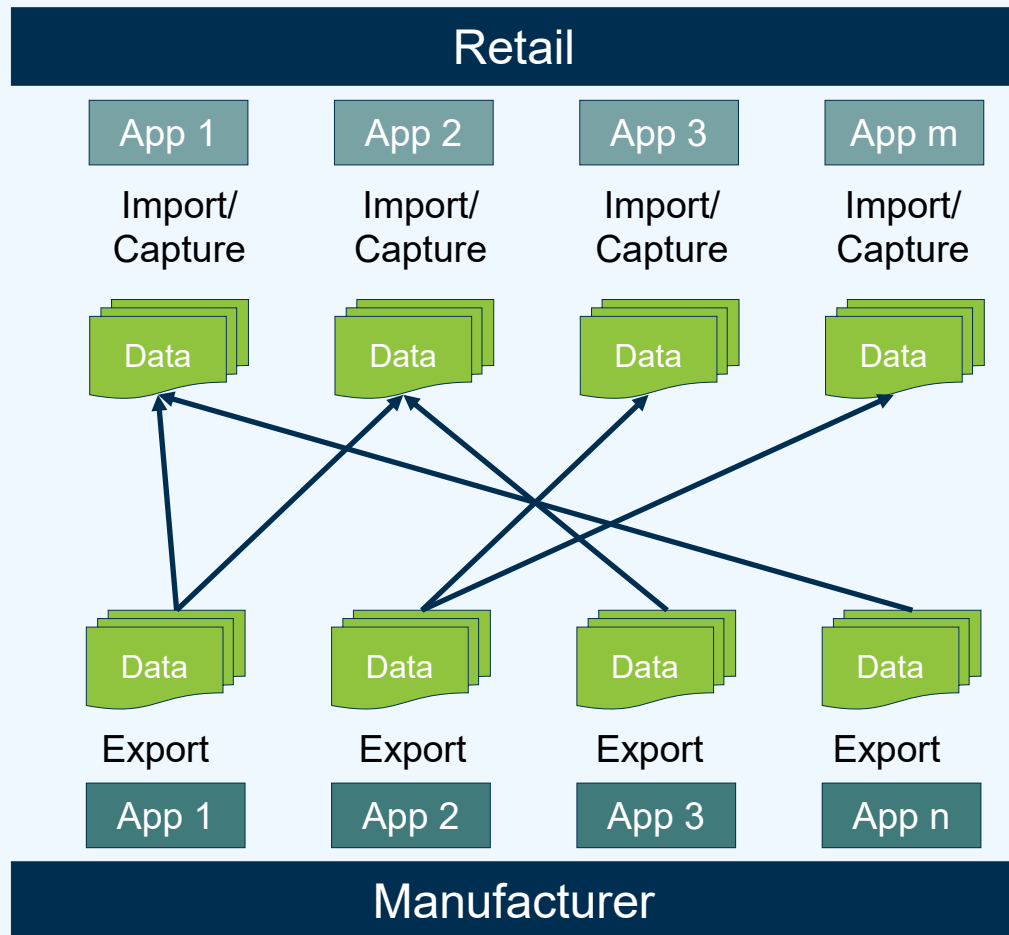 Retail
App 1
App 2
App 3
App m
Import/
Capture
Import/
Capture
Import/
Capture
Import/
Capture
Data
Data
Data
Data
Data
Data
Data
Data
Export
Export
Export
Export
App 1
App 2
App 3
App n
Manufacturer